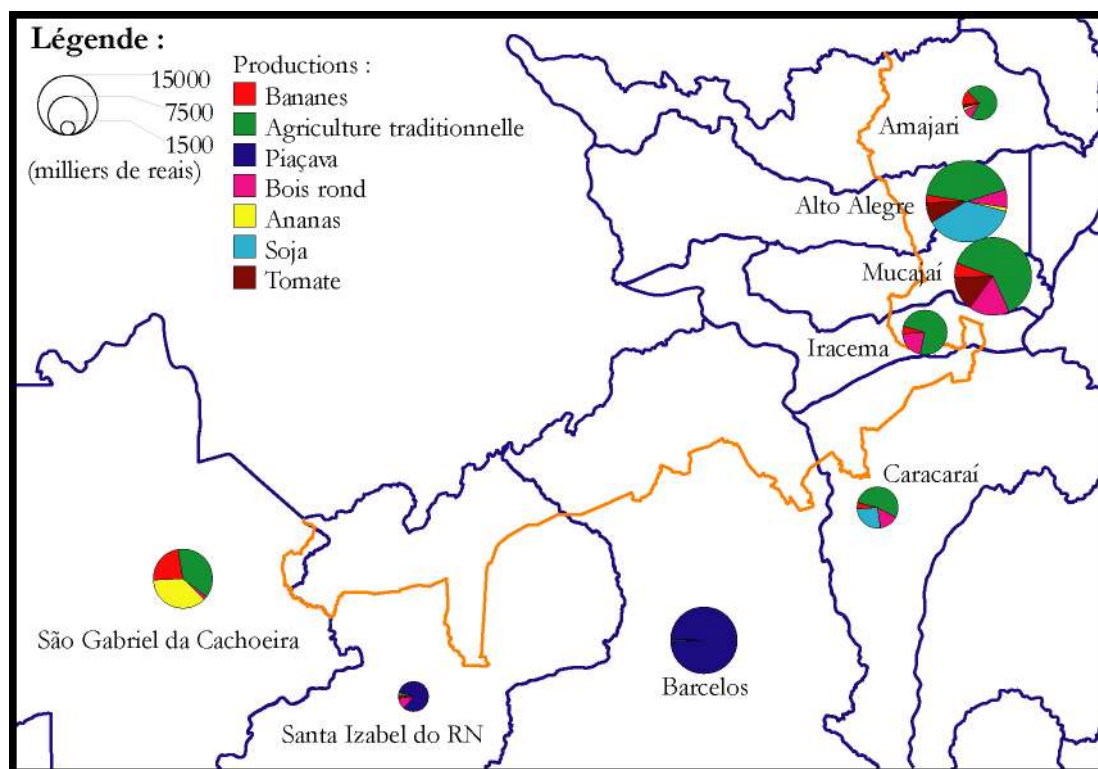 Légende :
15000
7500
1500
(milliers de reais)
Productions :
Bananes
Agriculture traditionnelle
Piaçava
Bois rond
Ananas
Soja
Tomate
Amajari
Alto Alegre
Mucajaí
Iracema
Caracaraí
São Gabriel da Cachoeira
Barcelos
Santa Izabel do RN